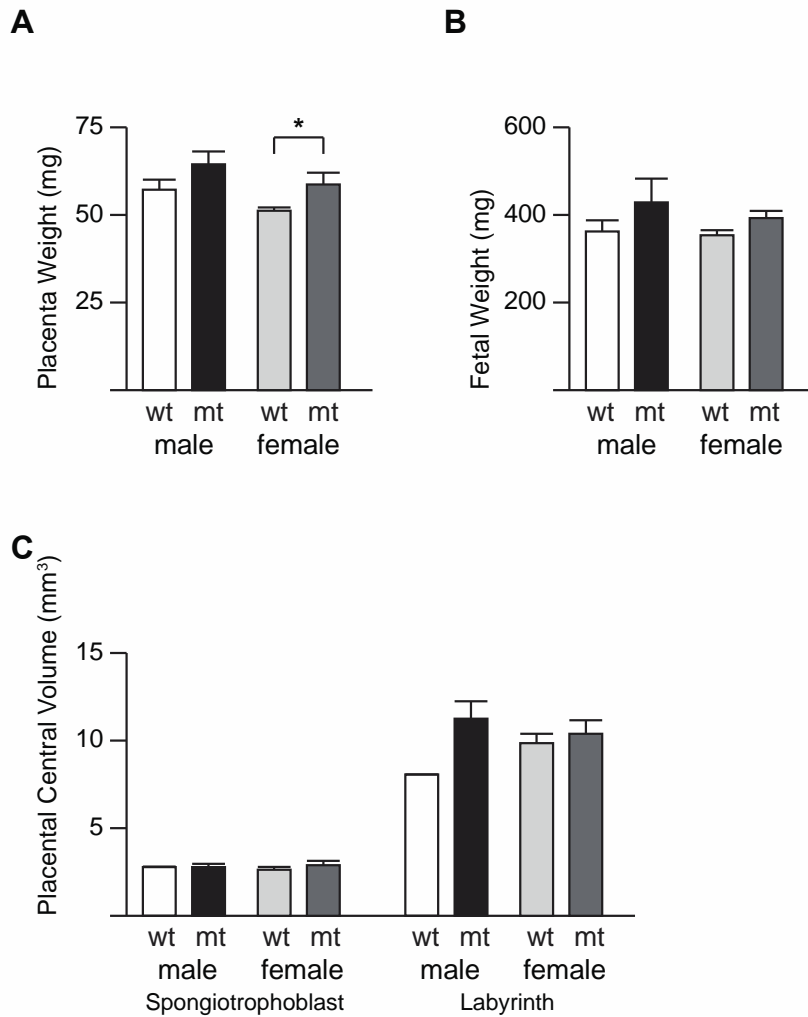 A
Placenta Weight (mg)
75
50
25
*
wt mt wt mt
male female
B
Fetal Weight (mg)
600
400
200
wt mt wt mt
male female
C
Placental Central Volume (mm³)
15
10
5
wt mt wt mt wt mt wt mt
male female male female
Spongiotrophoblast Labyrinth